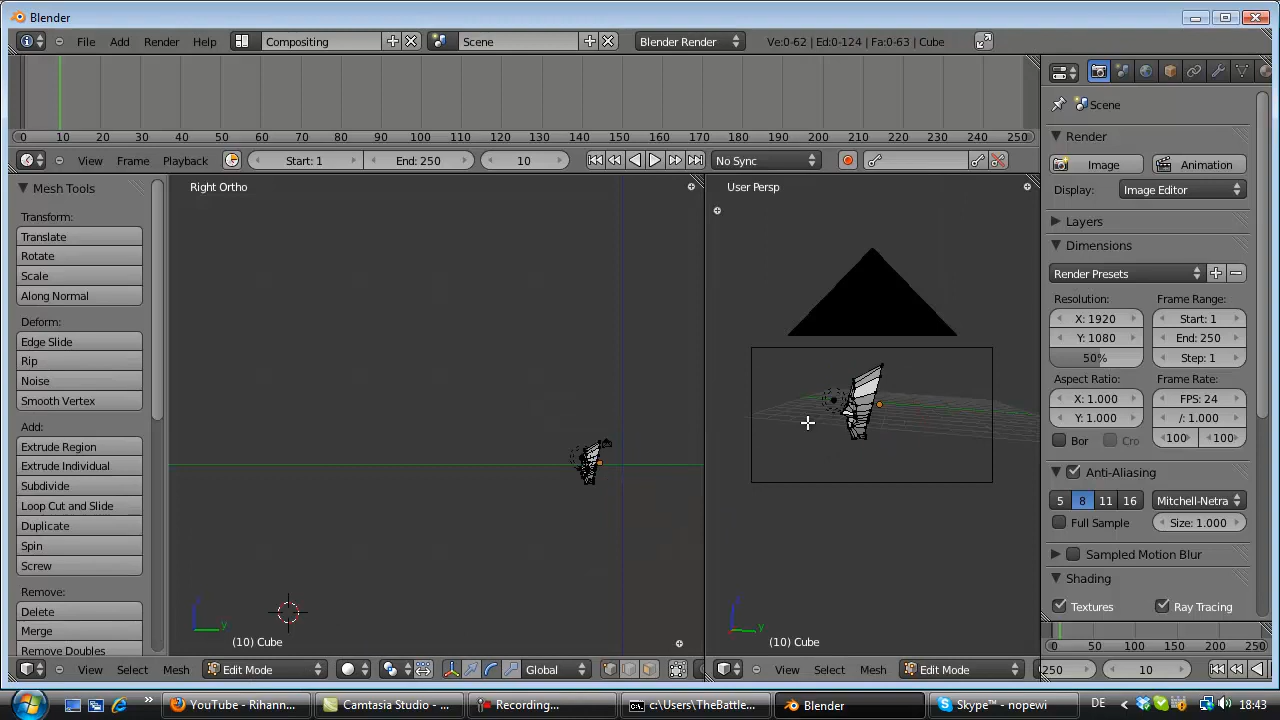 Blender
File Add Render Help Compositing Scene Blender Render Ve:0-62 | Ed:0-124 | Fa:0-63 | Cube
0 10 20 30 40 50 60 70 80 90 100 110 120 130 140 150 160 170 180 190 200 210 220 230 240 250
View Frame Playback Start: 1 End: 250 10 No Sync
Mesh Tools
Transform:
Translate
Rotate
Scale
Along Normal
Deform:
Edge Slide
Rip
Noise
Smooth Vertex
Add:
Extrude Region
Extrude Individual
Subdivide
Loop Cut and Slide
Duplicate
Spin
Screw
Remove:
Delete
Merge
Remove Doubles
Right Ortho
z
y
(10) Cube
View Select Mesh Edit Mode Global
User Persp
z
y
(10) Cube
View Select Mesh Edit Mode
Scene
Render
Image Animation
Display: Image Editor
Layers
Dimensions
Render Presets
Resolution: Frame Range:
X: 1920 Start: 1
Y: 1080 End: 250
50% Step: 1
Aspect Ratio: Frame Rate:
X: 1.000 FPS: 24
Y: 1.000 /: 1.000
Bor Cro 100 100
Anti-Aliasing
5 8 11 16 Mitchell-Netra
Full Sample Size: 1.000
Sampled Motion Blur
Shading
Textures Ray Tracing
0 50 100 150 200 250
250 10
YouTube - Rihann... Camtasia Studio - ... Recording... c:\Users\TheBattle... Blender Skype™ - nopewi DE 18:43